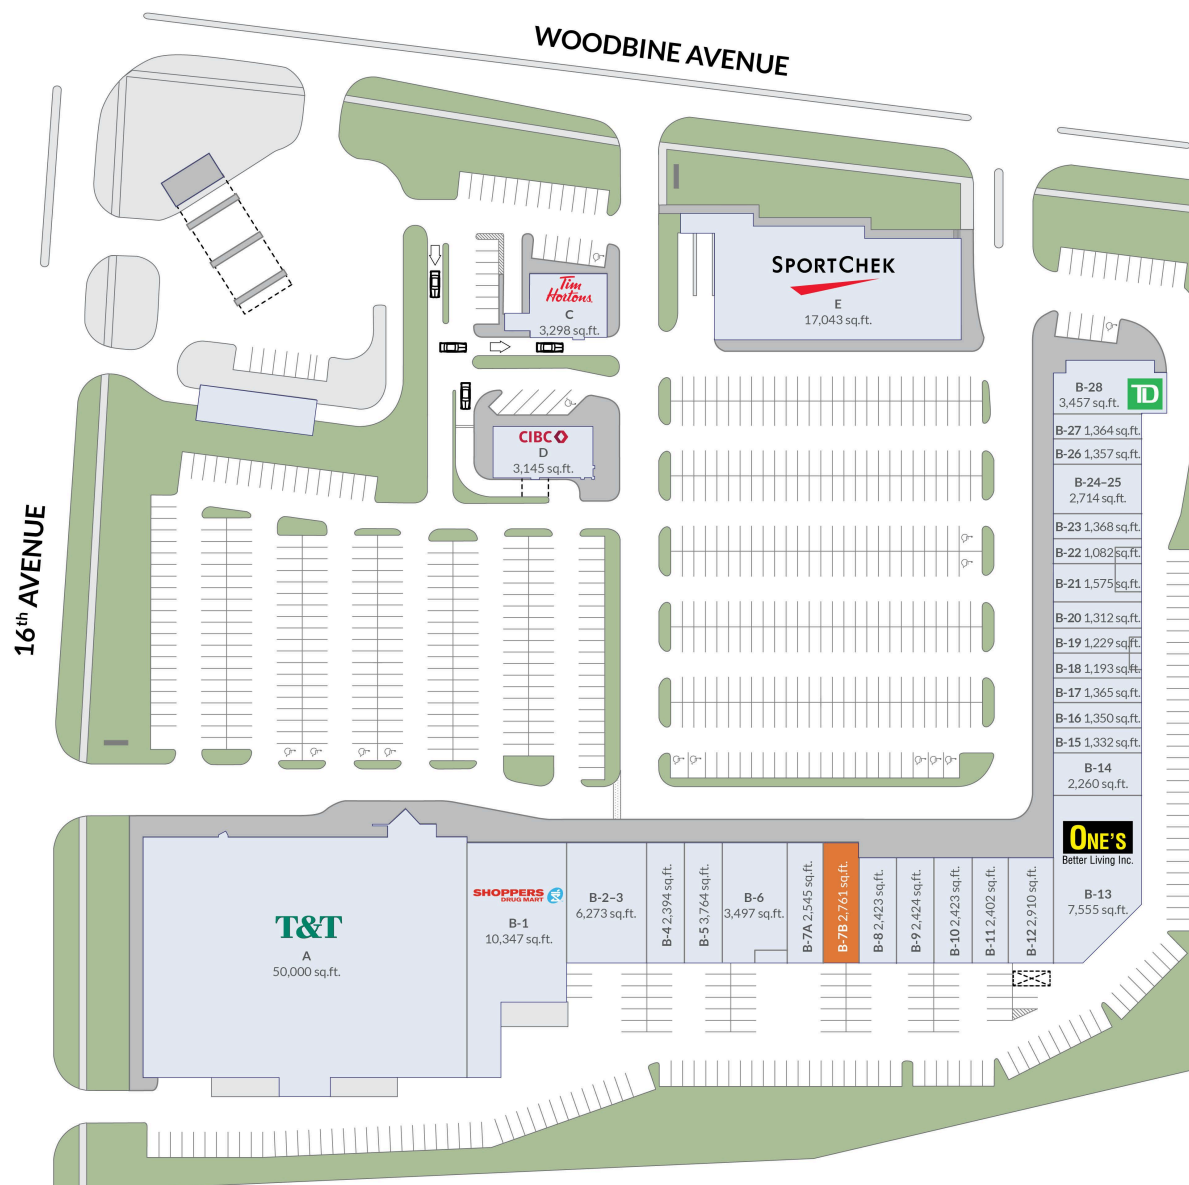 WOODBINE AVENUE
16th AVENUE
Tim
Hortons
C
3,298 sq.ft.
SPORTCHEK
E
17,043 sq.ft.
CIBC
D
3,145 sq.ft.
B-28
3,457 sq.ft.
TD
B-27 1,364 sq.ft.
B-26 1,357 sq.ft.
B-24–25
2,714 sq.ft.
B-23 1,368 sq.ft.
B-22 1,082 sq.ft.
B-21 1,575 sq.ft.
B-20 1,312 sq.ft.
B-19 1,229 sq.ft.
B-18 1,193 sq.ft.
B-17 1,365 sq.ft.
B-16 1,350 sq.ft.
B-15 1,332 sq.ft.
B-14
2,260 sq.ft.
ONE'S
Better Living Inc.
B-13
7,555 sq.ft.
T&T
A
50,000 sq.ft.
SHOPPERS
DRUG MART
B-1
10,347 sq.ft.
B-2–3
6,273 sq.ft.
B-4 2,394 sq.ft.
B-5 3,764 sq.ft.
B-6
3,497 sq.ft.
B-7A 2,545 sq.ft.
B-7B 2,761 sq.ft.
B-8 2,423 sq.ft.
B-9 2,424 sq.ft.
B-10 2,423 sq.ft.
B-11 2,402 sq.ft.
B-12 2,910 sq.ft.